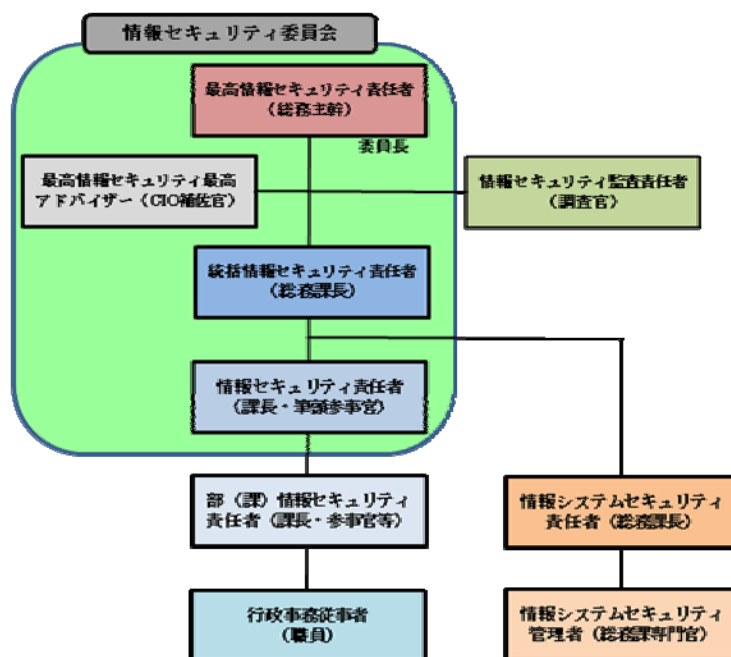 情報セキュリティ委員会
最高情報セキュリティ責任者
（総務主幹）
委員長
最高情報セキュリティ最高
アドバイザー（CIO補佐官）
情報セキュリティ監査責任者
（調査官）
統括情報セキュリティ責任者
（総務課長）
情報セキュリティ責任者
（課長・筆頭参事官）
部（課）情報セキュリティ
責任者（課長・参事官等）
情報システムセキュリティ
責任者（総務課長）
行政事務従事者
（職員）
情報システムセキュリティ
管理者（総務課専門官）